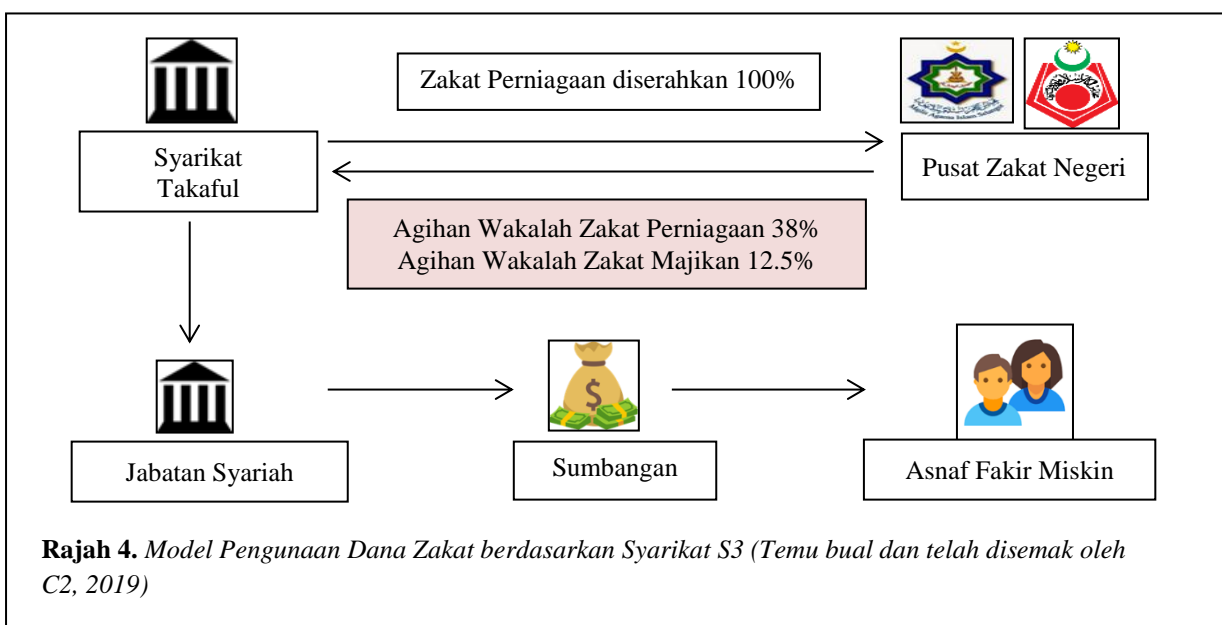 Zakat Perniagaan diserahkan 100%
Syarikat
Takaful
Pusat Zakat Negeri
Agihan Wakalah Zakat Perniagaan 38%
Agihan Wakalah Zakat Majikan 12.5%
$
Jabatan Syariah
Sumbangan
Asnaf Fakir Miskin
Rajah 4. Model Pengunaan Dana Zakat berdasarkan Syarikat S3 (Temu bual dan telah disemak oleh
C2, 2019)